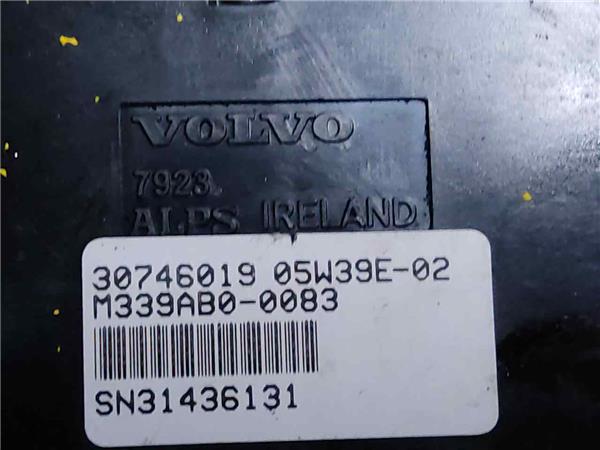 VOLVO
7923
ALPS IRELAND
30746019 05W39E-02
M339AB0-0083
SN31436131